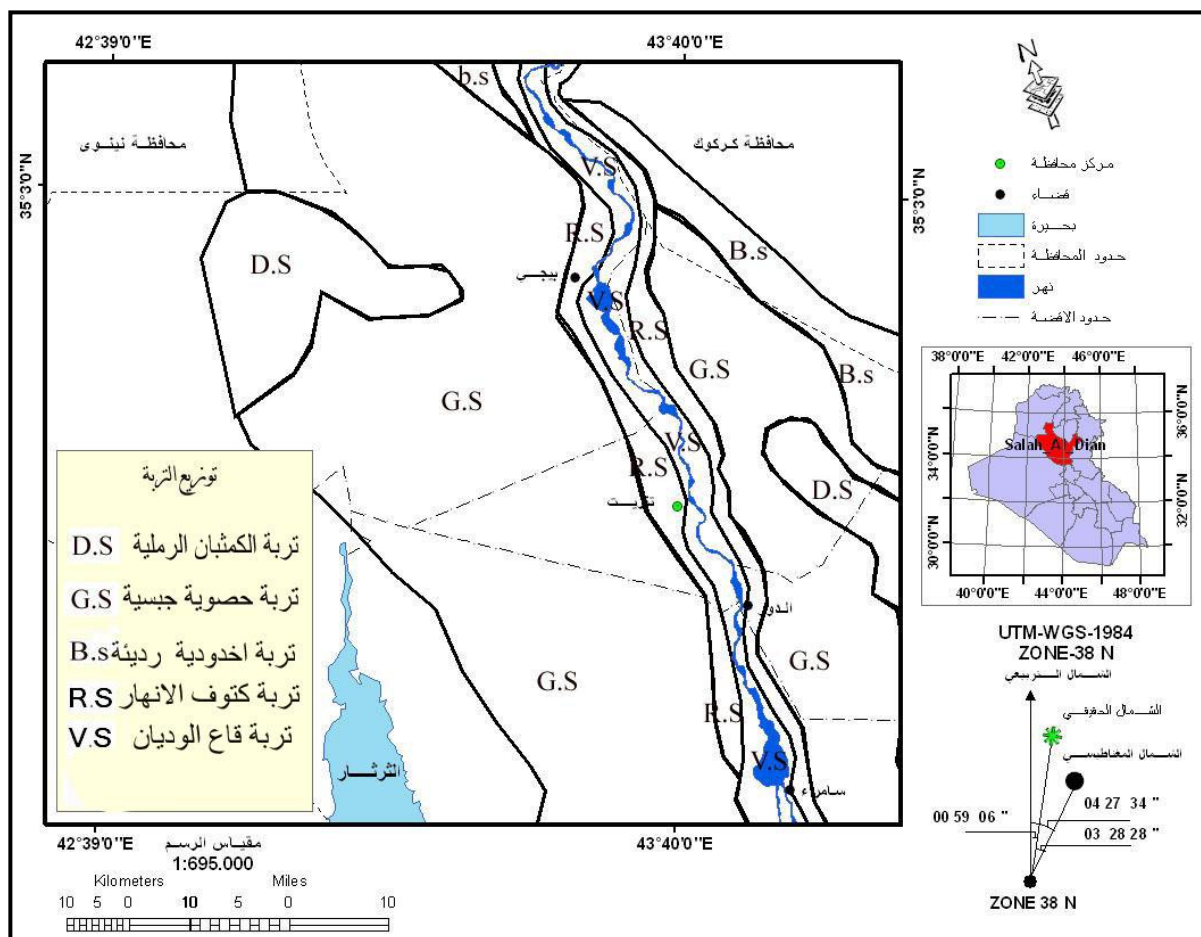 42°39'0"E
43°40'0"E
35°3'0"N
35°3'0"N
b.s
محافظة نينوى
محافظة كركوك
V.S
D.S
R.S
B.s
بيجي
V.S
R.S
G.S
B.s
G.S
V.S
R.S
D.S
تكريت
الدور
G.S
G.S
R.S
V.S
سامراء
الثرثار
توزيع التربة
D.S تربة الكمثبان الرملية
G.S تربة حصوية جبسية
B.s تربة اخدودية رديئة
R.S تربة كتوف الانهار
V.S تربة قاع الوديان
42°39'0"E
43°40'0"E
مقياس الرسم
1:695.000
Kilometers
Miles
10 5 0 10 5 0 10
N
مركز محافظة
قضاء
بحيرة
حدود المحافظة
نهر
حدود الاقضة
38°0'0"E 42°0'0"E 46°0'0"E
36°0'0"N
34°0'0"N
Salah Al Dian
32°0'0"N
30°0'0"N
40°0'0"E 44°0'0"E 48°0'0"E
UTM-WGS-1984
ZONE-38 N
الشمال التربيعي
الشمال الحقيقي
الشمال المغناطيسي
04 27 34 "
00 59 06 "
03 28 28 "
ZONE 38 N